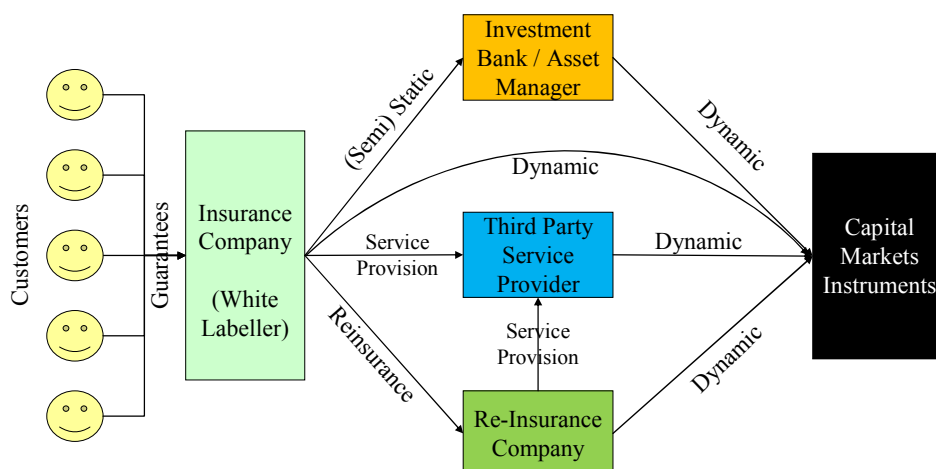 Customers
Guarantees
Insurance
Company
(White
Labeller)
(Semi) Static
Dynamic
Service
Provision
Reinsurance
Investment
Bank / Asset
Manager
Third Party
Service
Provider
Service
Provision
Re-Insurance
Company
Dynamic
Dynamic
Dynamic
Capital
Markets
Instruments